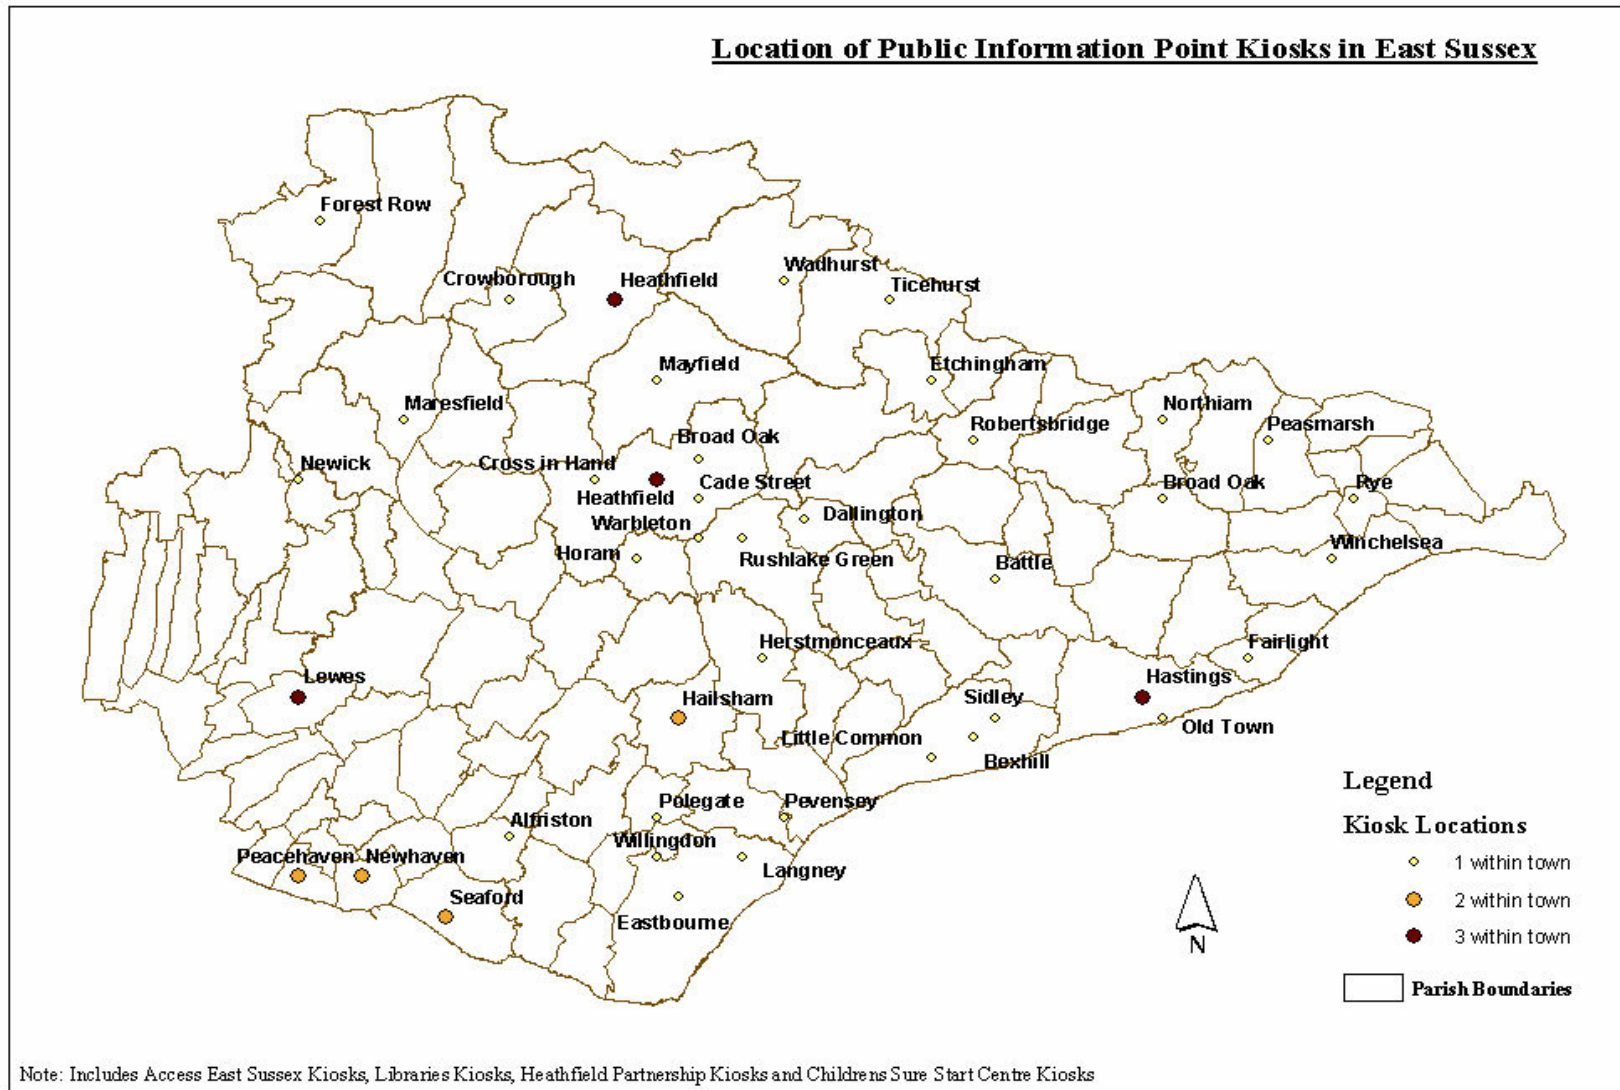 Location of Public Information Point Kiosks in East Sussex
Forest Row
Crowborough
Heathfield
Wadhurst
Ticehurst
Mayfield
Etchingham
Maresfield
Northiam
Robertsbridge
Peasmarsh
Broad Oak
Newick
Cross in Hand
Heathfield
Cade Street
Broad Oak
Rye
Warbleton
Dallington
Horam
Rushlake Green
Battle
Winchelsea
Herstmonceaux
Fairlight
Lewes
Hailsham
Sidley
Hastings
Little Common
Old Town
Bexhill
Polegate
Pevensey
Alfriston
Willingdon
Peacehaven
Newhaven
Langney
Seaford
Eastbourne
N
Legend
Kiosk Locations
1 within town
2 within town
3 within town
Parish Boundaries
Note: Includes Access East Sussex Kiosks, Libraries Kiosks, Heathfield Partnership Kiosks and Childrens Sure Start Centre Kiosks